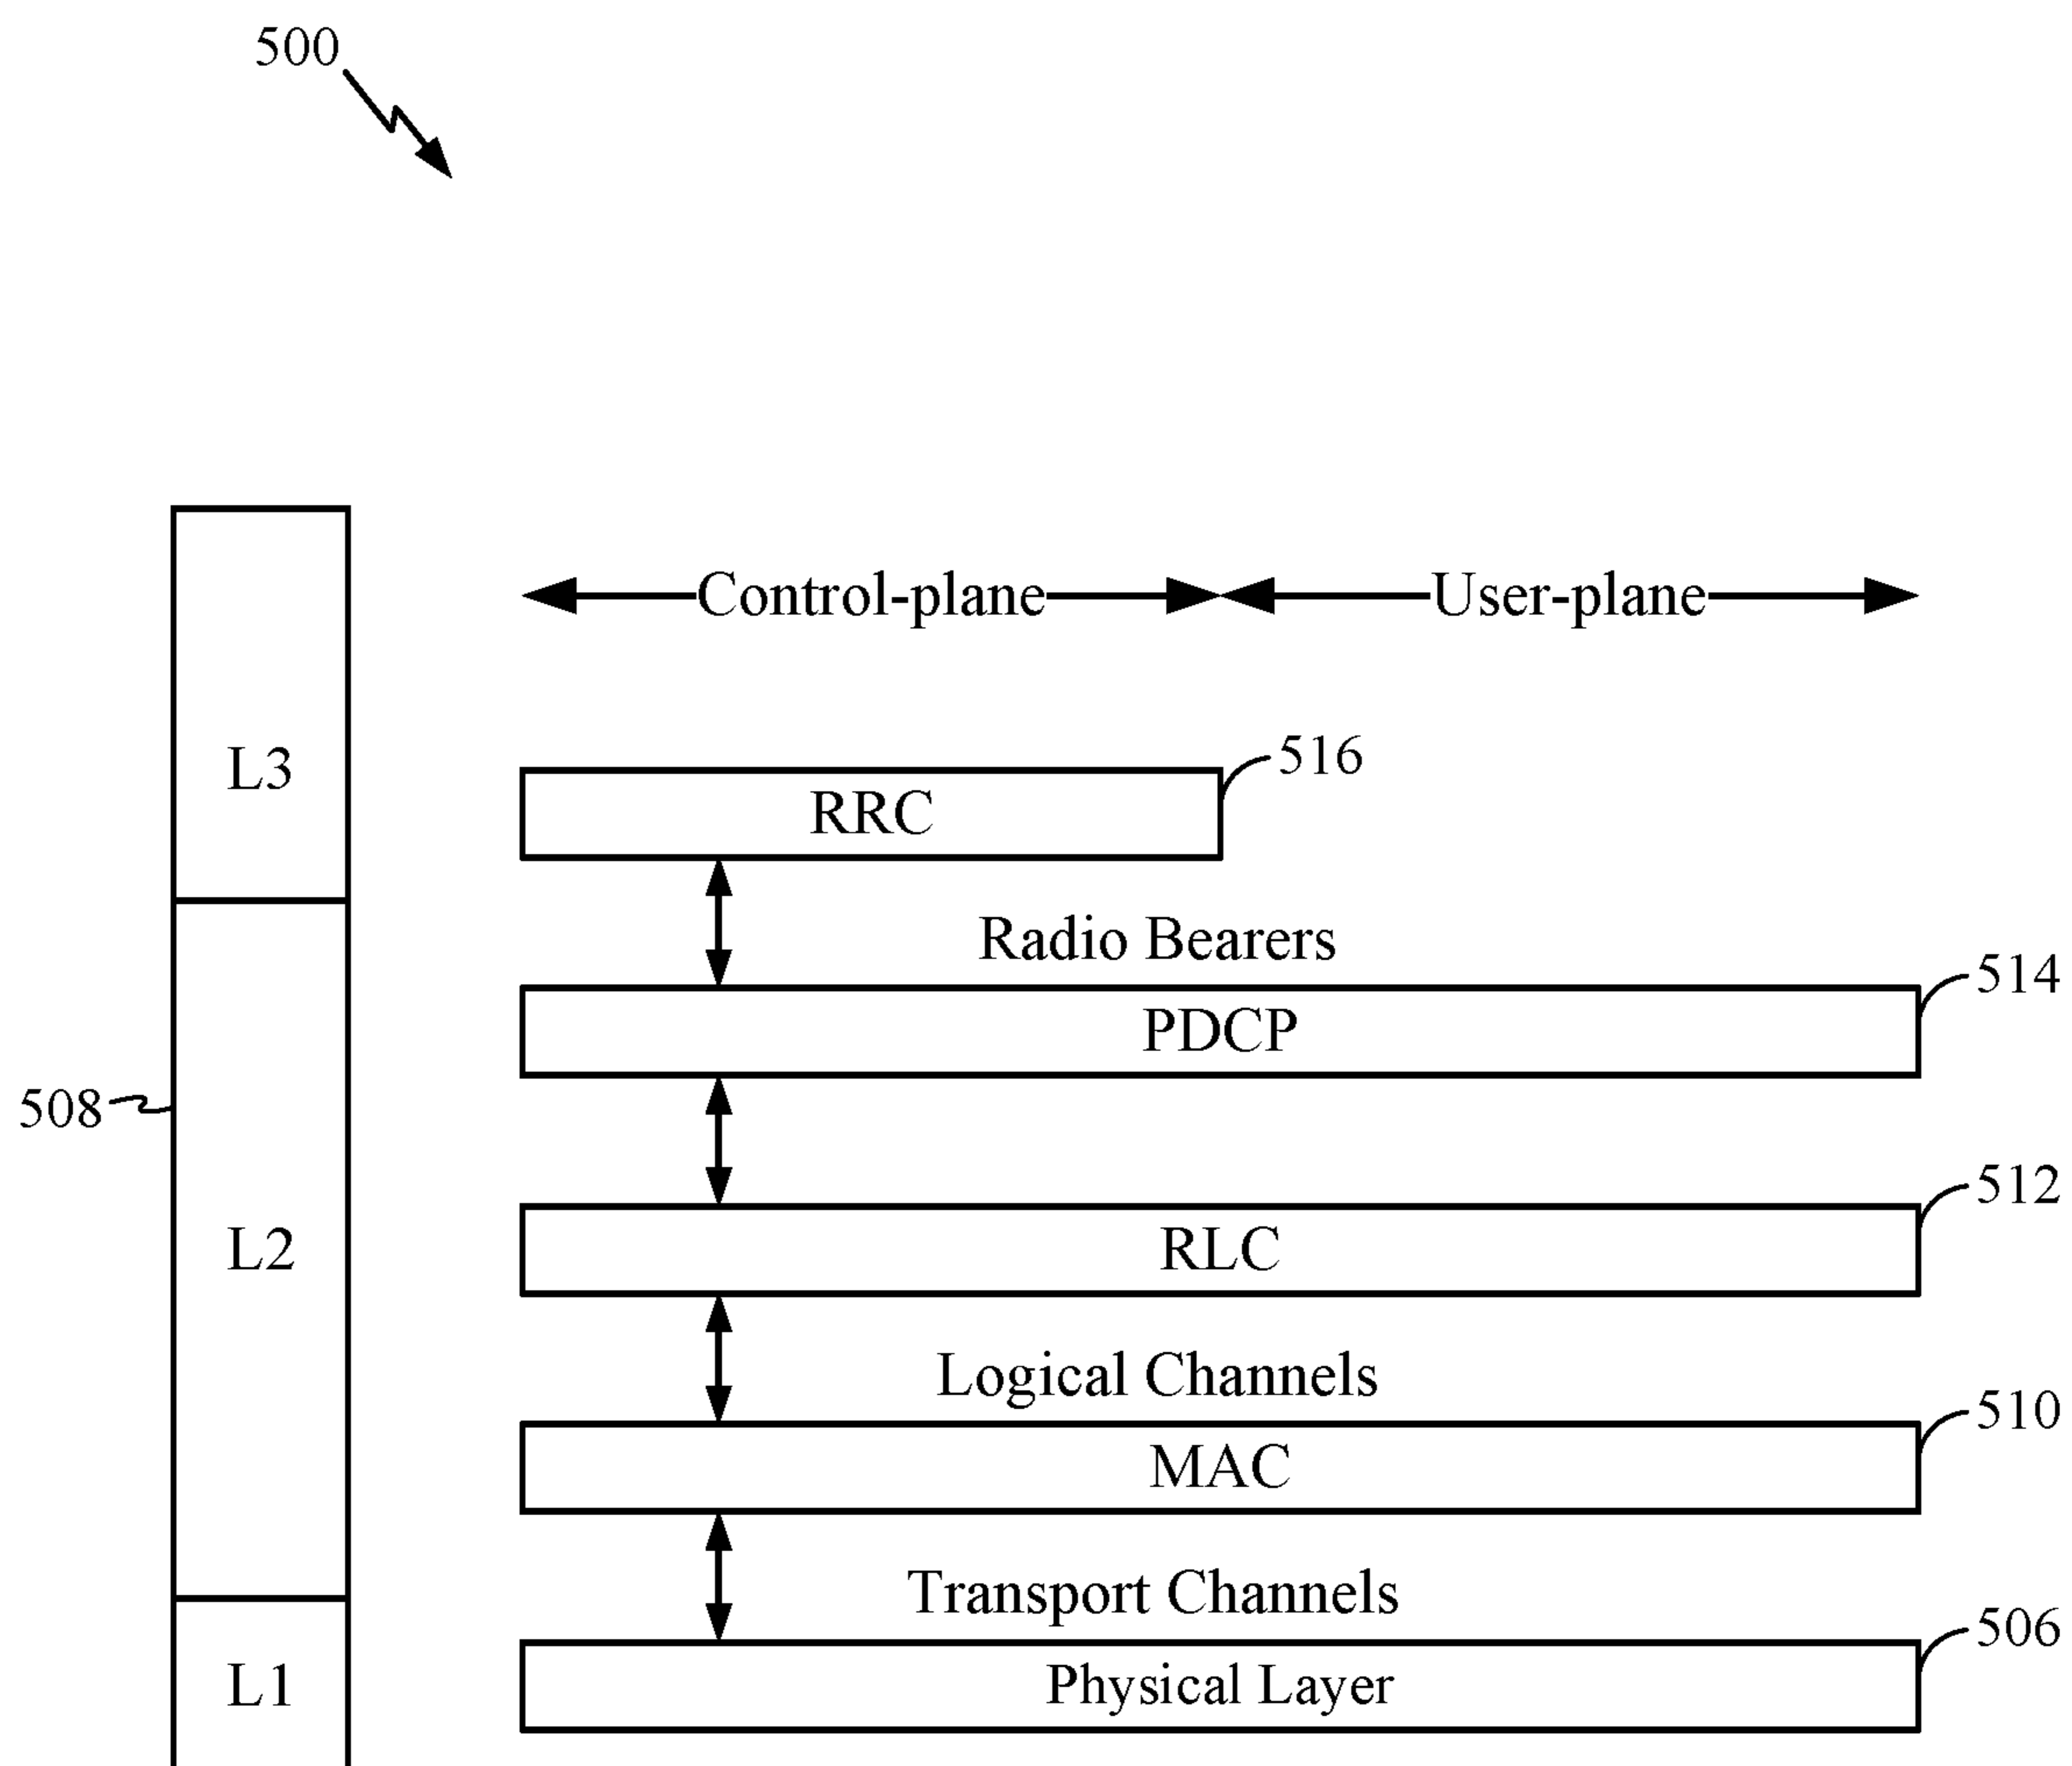 500
Control-plane
User-plane
L3
516
RRC
Radio Bearers
514
PDCP
508
512
L2
RLC
Logical Channels
510
MAC
Transport Channels
506
L1
Physical Layer